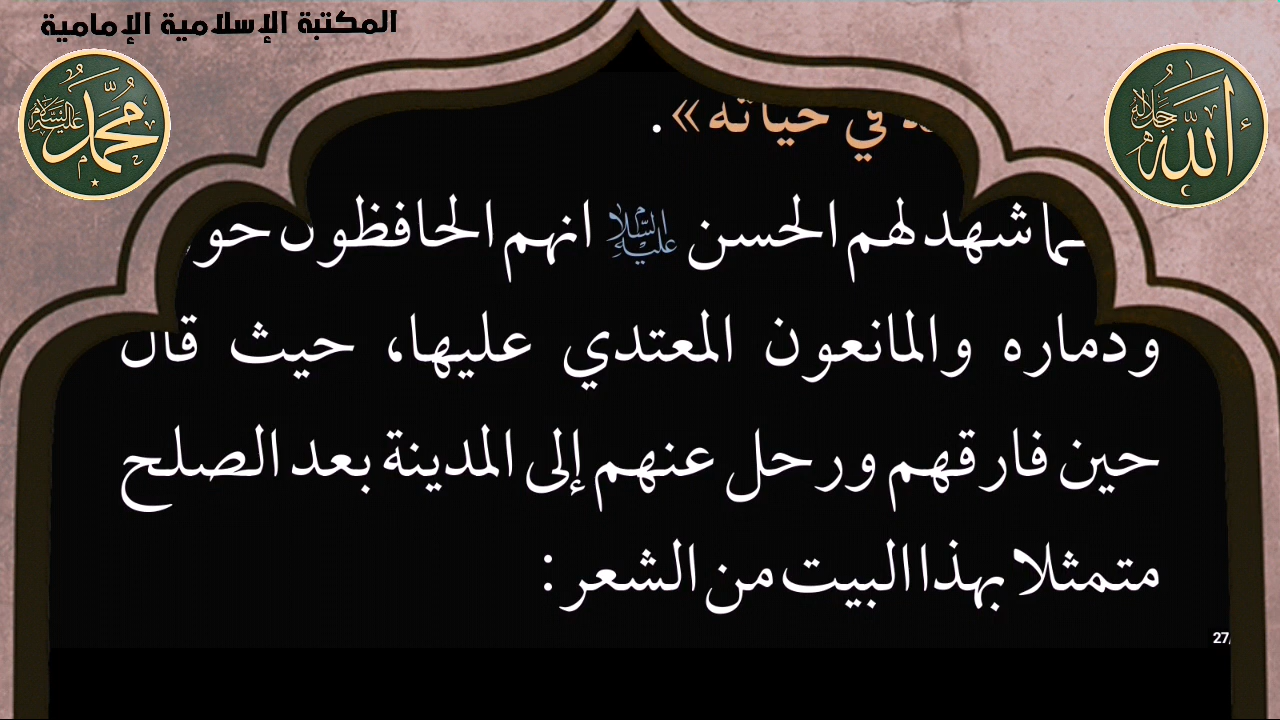 المكتبة الإسلامية الإمامية
محمد عليه السلام
الله جل جلاله
في حياته».
شهد لهم الحسن عليه السلام انهم الحافظون
ودماره والمانعون المعتدي عليها، حيث قال
حين فارقهم ورحل عنهم إلى المدينة بعد الصلح
متمثلا بهذا البيت من الشعر:
27